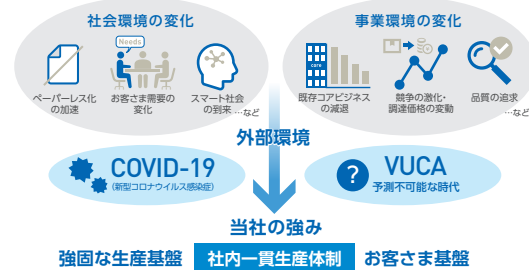 社会環境の変化
Needs
ペーパーレス化
の加速
お客さま需要の
変化
スマート社会
の到来
…など
事業環境の変化
core
既存コアビジネス
の減退
競争の激化・
調達価格の変動
品質の追求
…など
外部環境
COVID-19
(新型コロナウイルス感染症)
?
VUCA
予測不可能な時代
当社の強み
強固な生産基盤
社内一貫生産体制
お客さま基盤